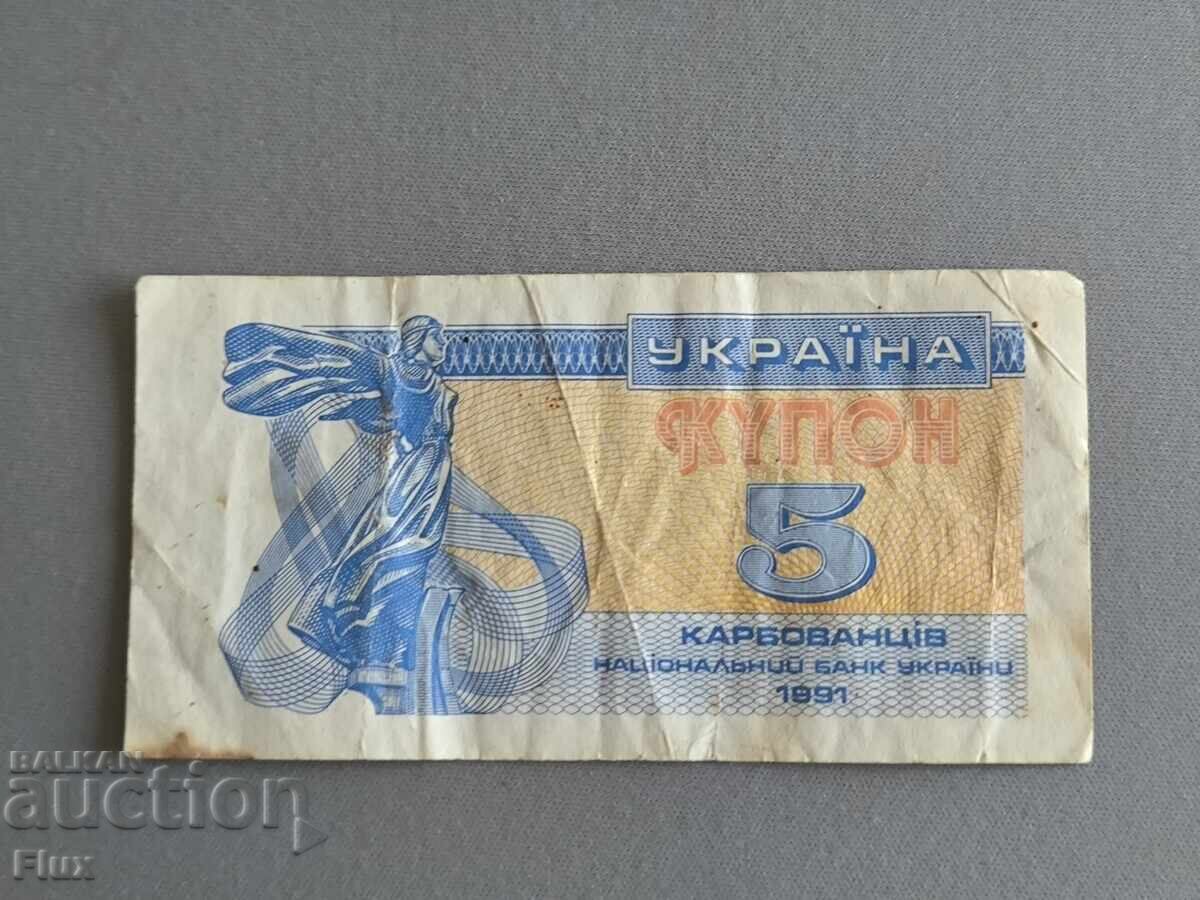 УКРАЇНА
КУПОН
5
КАРБОВАНЦІВ
НАЦІОНАЛЬНИЙ БАНК УКРАЇНИ
1991
BALKAN
auction
Flux